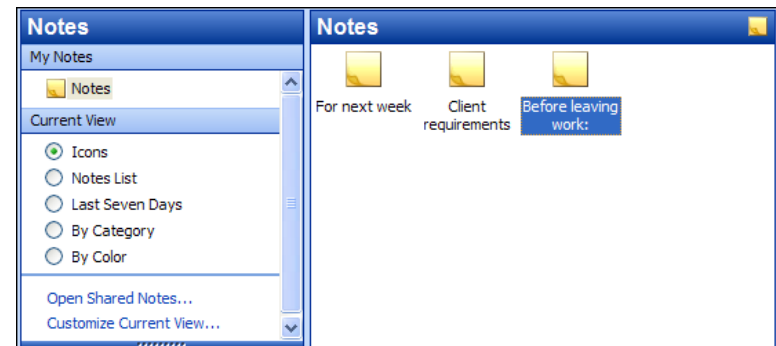 Notes
My Notes
Notes
Current View
Icons
Notes List
Last Seven Days
By Category
By Color
Open Shared Notes...
Customize Current View...
Notes
For next week
Client
requirements
Before leaving
work: